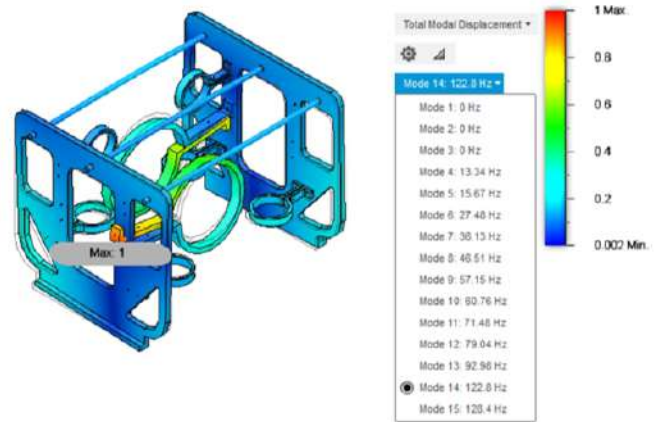 Total Modal Displacement
Mode 14: 122.8 Hz
Mode 1: 0 Hz
Mode 2: 0 Hz
Mode 3: 0 Hz
Mode 4: 13.34 Hz
Mode 5: 15.67 Hz
Mode 6: 27.48 Hz
Mode 7: 36.13 Hz
Mode 8: 46.51 Hz
Mode 9: 57.15 Hz
Mode 10: 60.76 Hz
Mode 11: 71.48 Hz
Mode 12: 79.04 Hz
Mode 13: 92.98 Hz
Mode 14: 122.8 Hz
Mode 15: 128.4 Hz
1 Max.
0.8
0.6
0.4
0.2
0.002 Min.
Max: 1